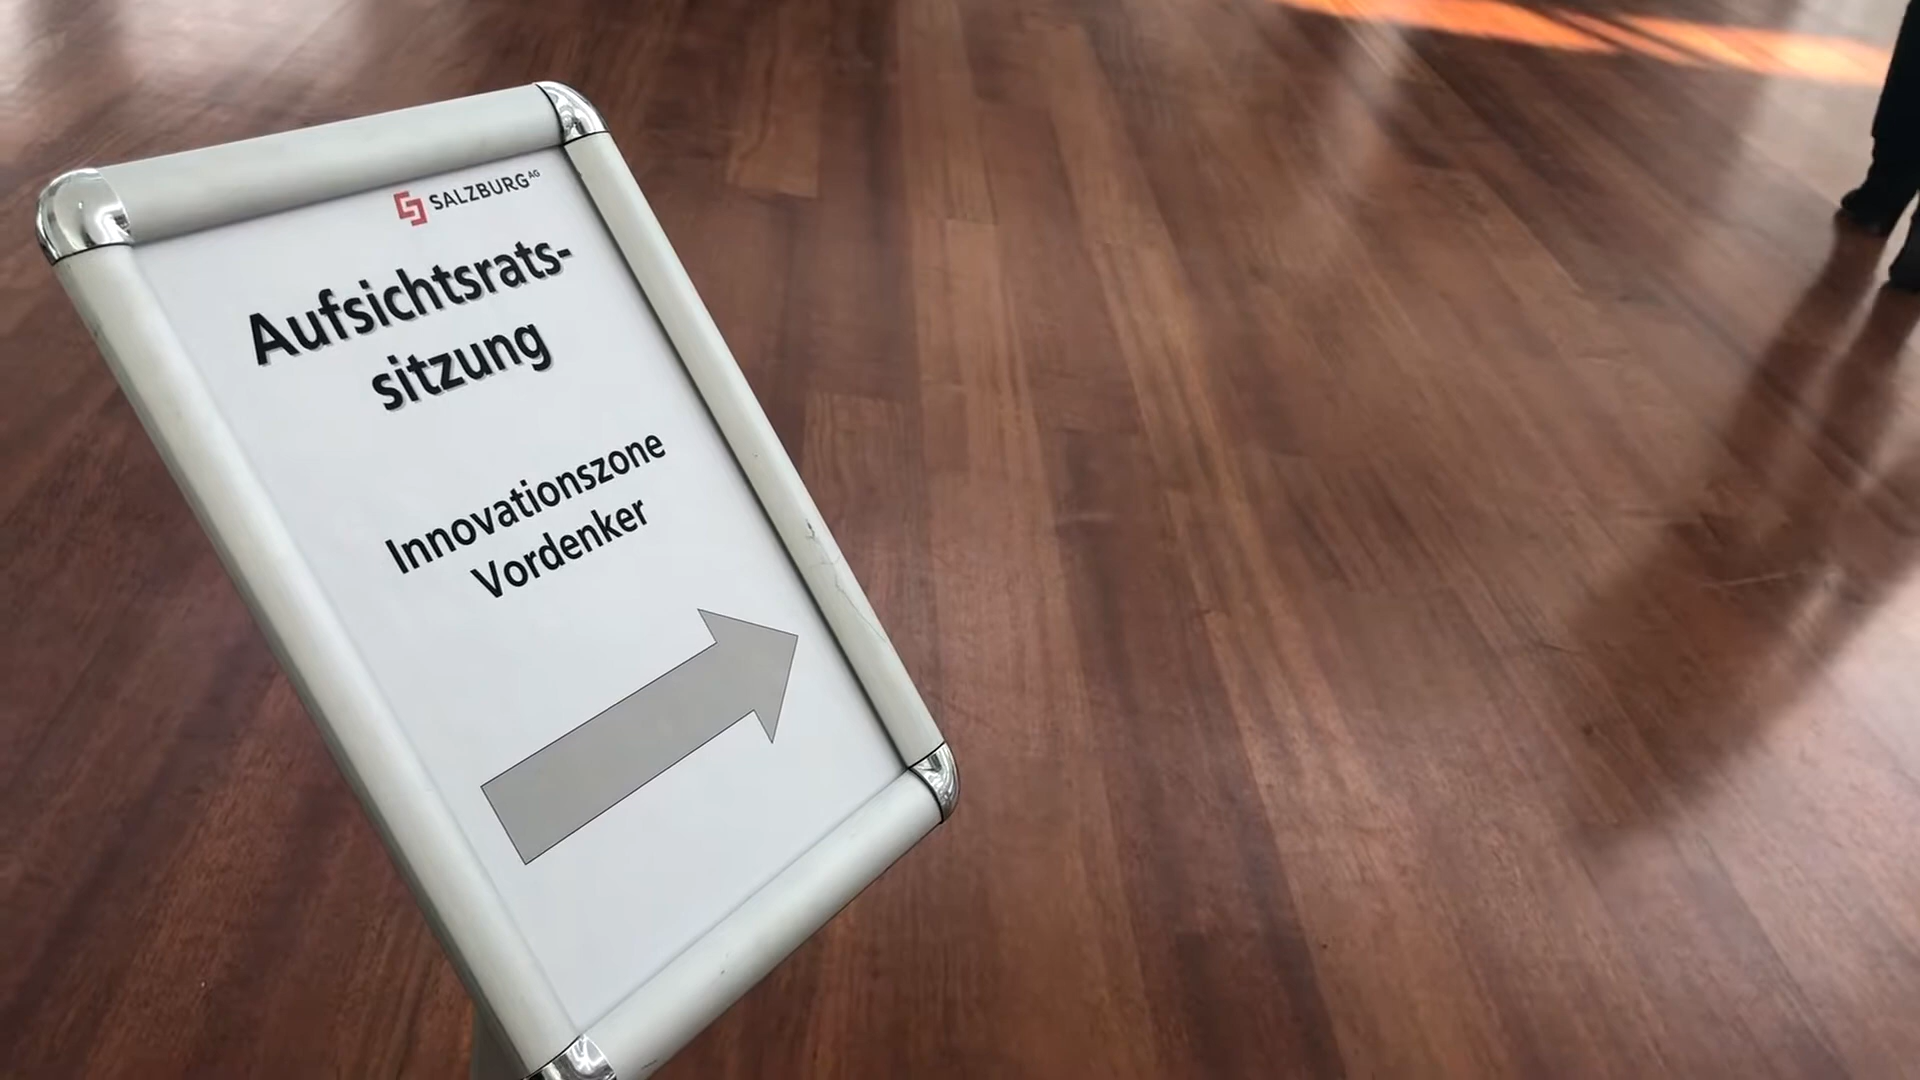 SALZBURG AG
Aufsichtsrats-
sitzung
Innovationszone
Vordenker